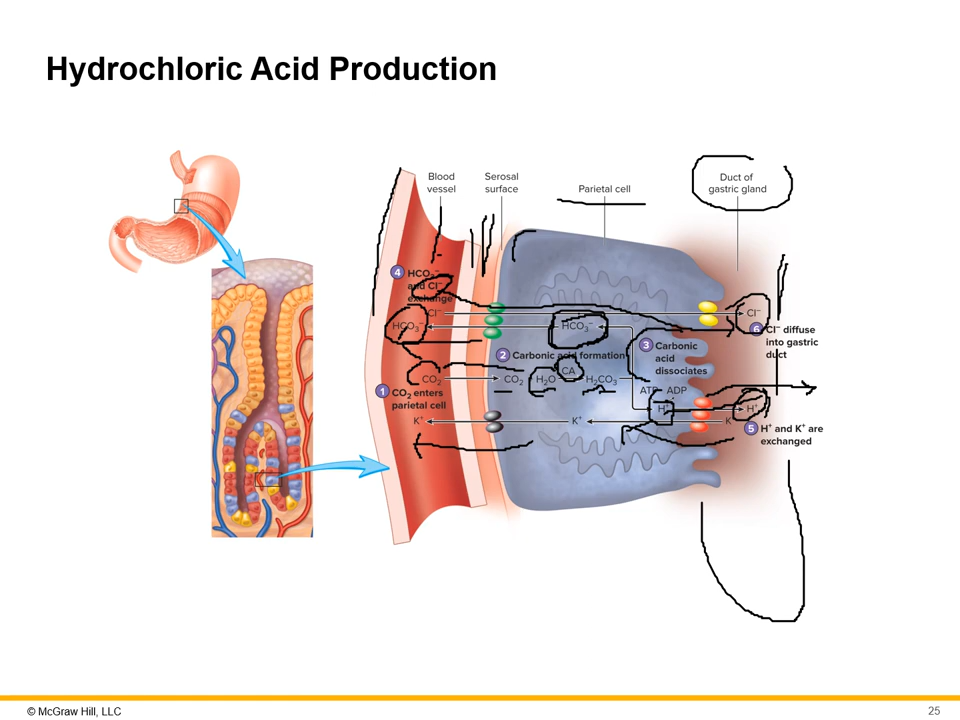 Hydrochloric Acid Production
Blood
vessel
Serosal
surface
Parietal cell
Duct of
gastric gland
4 HCO3−
and Cl−
exchange
Cl−
Cl−
HCO3−
HCO3−
6 Cl− diffuse
into gastric
duct
2 Carbonic acid formation
3 Carbonic
acid
dissociates
CA
CO2
CO2
H2O
H2CO3
ATP
ADP
1 CO2 enters
parietal cell
H+
H+
K+
K+
K
5 H+ and K+ are
exchanged
© McGraw Hill, LLC
25